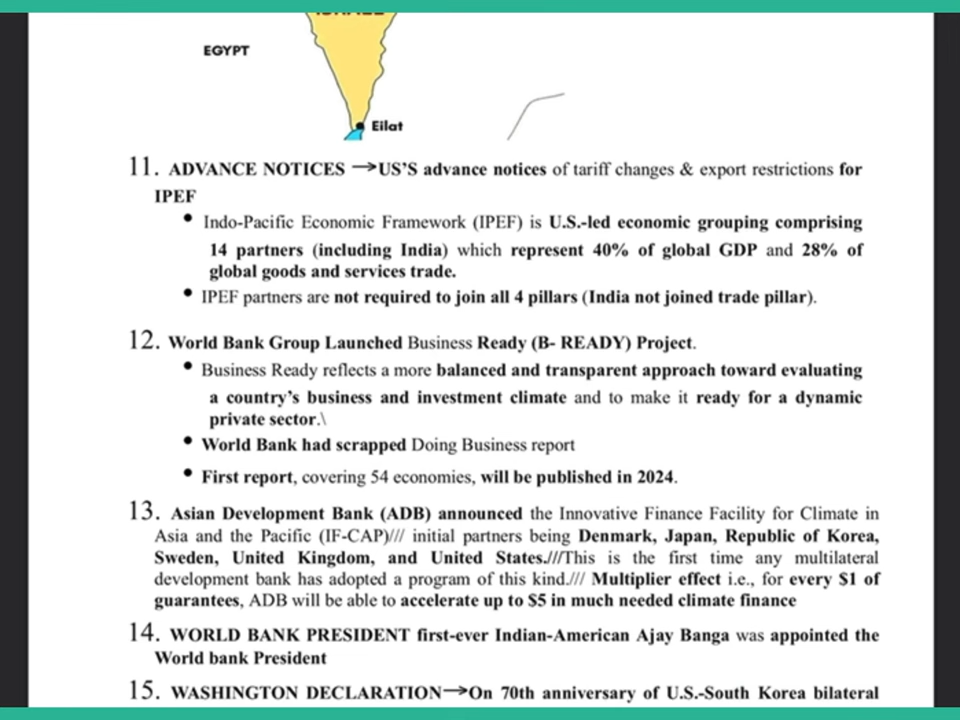 EGYPT
Eilat
11. ADVANCE NOTICES →US'S advance notices of tariff changes & export restrictions for
IPEF
• Indo-Pacific Economic Framework (IPEF) is U.S.-led economic grouping comprising
14 partners (including India) which represent 40% of global GDP and 28% of
global goods and services trade.
• IPEF partners are not required to join all 4 pillars (India not joined trade pillar).
12. World Bank Group Launched Business Ready (B- READY) Project.
• Business Ready reflects a more balanced and transparent approach toward evaluating
a country's business and investment climate and to make it ready for a dynamic
private sector.\
• World Bank had scrapped Doing Business report
• First report, covering 54 economies, will be published in 2024.
13. Asian Development Bank (ADB) announced the Innovative Finance Facility for Climate in
Asia and the Pacific (IF-CAP)/// initial partners being Denmark, Japan, Republic of Korea,
Sweden, United Kingdom, and United States.///This is the first time any multilateral
development bank has adopted a program of this kind./// Multiplier effect i.e., for every $1 of
guarantees, ADB will be able to accelerate up to $5 in much needed climate finance
14. WORLD BANK PRESIDENT first-ever Indian-American Ajay Banga was appointed the
World bank President
15. WASHINGTON DECLARATION→On 70th anniversary of U.S.-South Korea bilateral